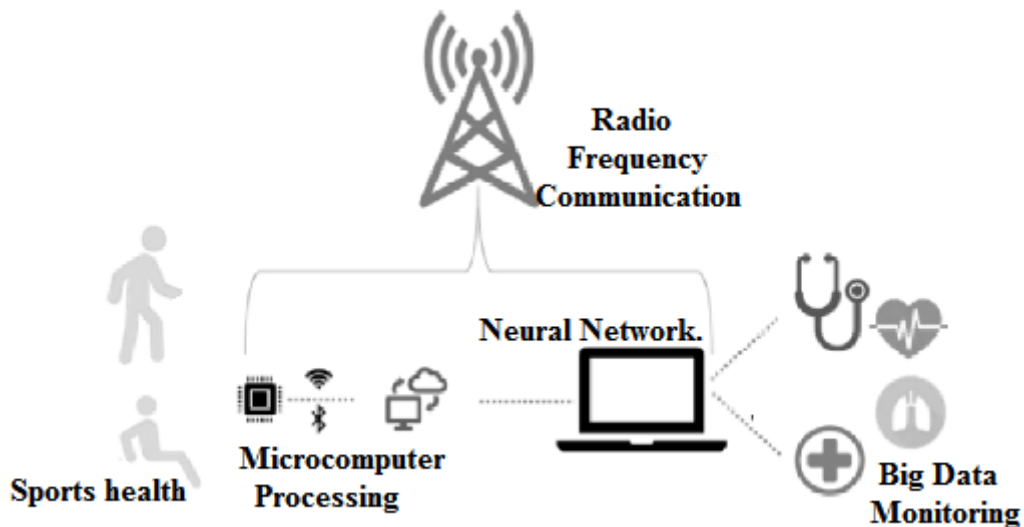 Radio
Frequency
Communication
Neural Network.
Microcomputer
Processing
Sports health
Big Data
Monitoring